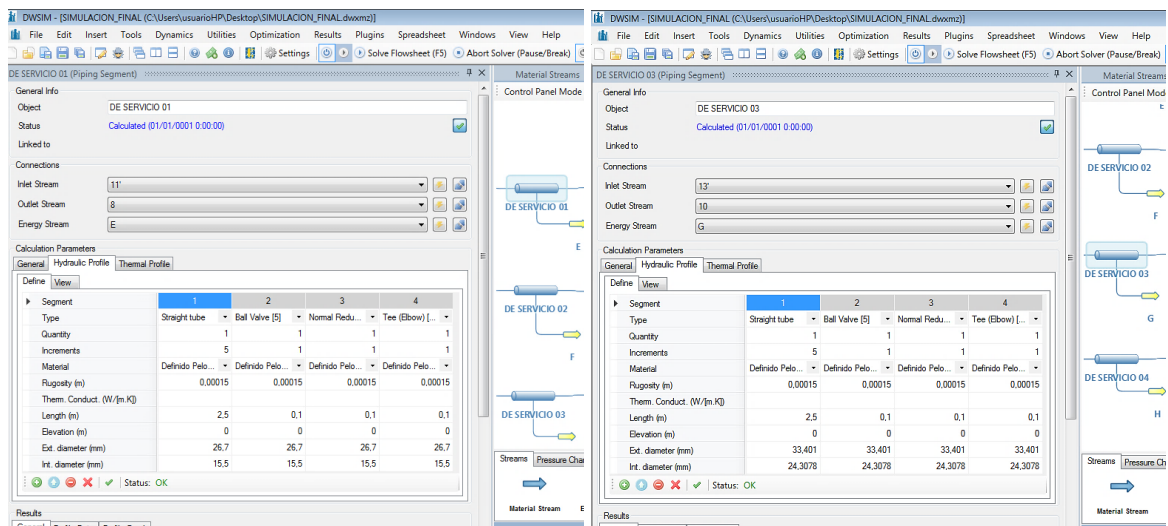 DWSIM - [SIMULACION_FINAL (C:\Users\usuarioHP\Desktop\SIMULACION_FINAL.dwxmz)]
File Edit Insert Tools Dynamics Utilities Optimization Results Plugins Spreadsheet Windows View Help
Settings Solve Flowsheet (F5) Abort Solver (Pause/Break)
DE SERVICIO 01 (Piping Segment)
General Info
Object DE SERVICIO 01
Status Calculated (01/01/0001 0:00:00)
Linked to
Connections
Inlet Stream 11'
Outlet Stream 8
Energy Stream E
Calculation Parameters
General Hydraulic Profile Thermal Profile
Define View
Segment 1 2 3 4
Type Straight tube Ball Valve [5] Normal Redu... Tee (Elbow) [...
Quantity 1 1 1 1
Increments 5 1 1 1
Material Definido Pelo... Definido Pelo... Definido Pelo... Definido Pelo...
Rugosity (m) 0,00015 0,00015 0,00015 0,00015
Therm. Conduct. (W/[m.K])
Length (m) 2,5 0,1 0,1 0,1
Elevation (m) 0 0 0 0
Ext. diameter (mm) 26,7 26,7 26,7 26,7
Int. diameter (mm) 15,5 15,5 15,5 15,5
Status: OK
Results
Material Streams
Control Panel Mode
DE SERVICIO 01
E
DE SERVICIO 02
F
DE SERVICIO 03
Streams Pressure Cha
Material Stream E
DWSIM - [SIMULACION_FINAL (C:\Users\usuarioHP\Desktop\SIMULACION_FINAL.dwxmz)]
File Edit Insert Tools Dynamics Utilities Optimization Results Plugins Spreadsheet Windows View Help
Settings Solve Flowsheet (F5) Abort Solver (Pause/Break)
DE SERVICIO 03 (Piping Segment)
General Info
Object DE SERVICIO 03
Status Calculated (01/01/0001 0:00:00)
Linked to
Connections
Inlet Stream 13'
Outlet Stream 10
Energy Stream G
Calculation Parameters
General Hydraulic Profile Thermal Profile
Define View
Segment 1 2 3 4
Type Straight tube Ball Valve [5] Normal Redu... Tee (Elbow) [...
Quantity 1 1 1 1
Increments 5 1 1 1
Material Definido Pelo... Definido Pelo... Definido Pelo... Definido Pelo...
Rugosity (m) 0,00015 0,00015 0,00015 0,00015
Therm. Conduct. (W/[m.K])
Length (m) 2,5 0,1 0,1 0,1
Elevation (m) 0 0 0 0
Ext. diameter (mm) 33,401 33,401 33,401 33,401
Int. diameter (mm) 24,3078 24,3078 24,3078 24,3078
Status: OK
Results
Material Streams
Control Panel Mod
E
DE SERVICIO 02
F
DE SERVICIO 03
G
DE SERVICIO 04
H
Streams Pressure Ch
Material Stream